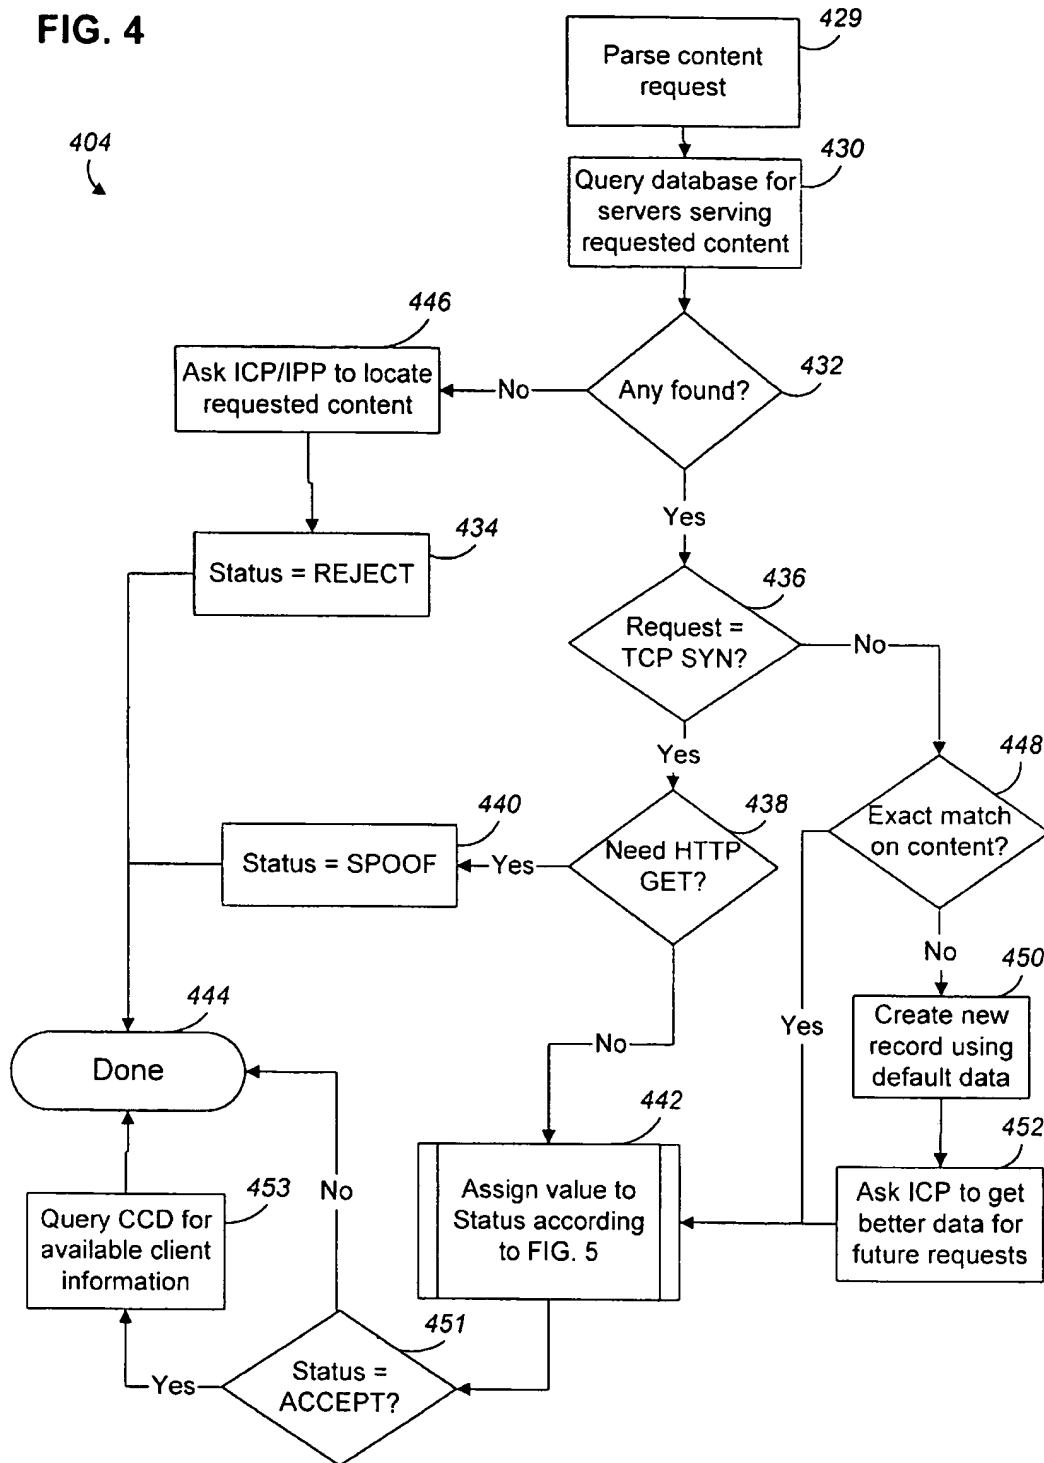 FIG. 4
404
429
Parse content
request
430
Query database for
servers serving
requested content
432
Any found?
No
446
Ask ICP/IPP to locate
requested content
434
Status = REJECT
Yes
436
Request =
TCP SYN?
No
Yes
438
Need HTTP
GET?
Yes
440
Status = SPOOF
448
Exact match
on content?
No
Yes
450
Create new
record using
default data
452
Ask ICP to get
better data for
future requests
No
442
Assign value to
Status according
to FIG. 5
444
Done
No
451
Status =
ACCEPT?
Yes
453
Query CCD for
available client
information